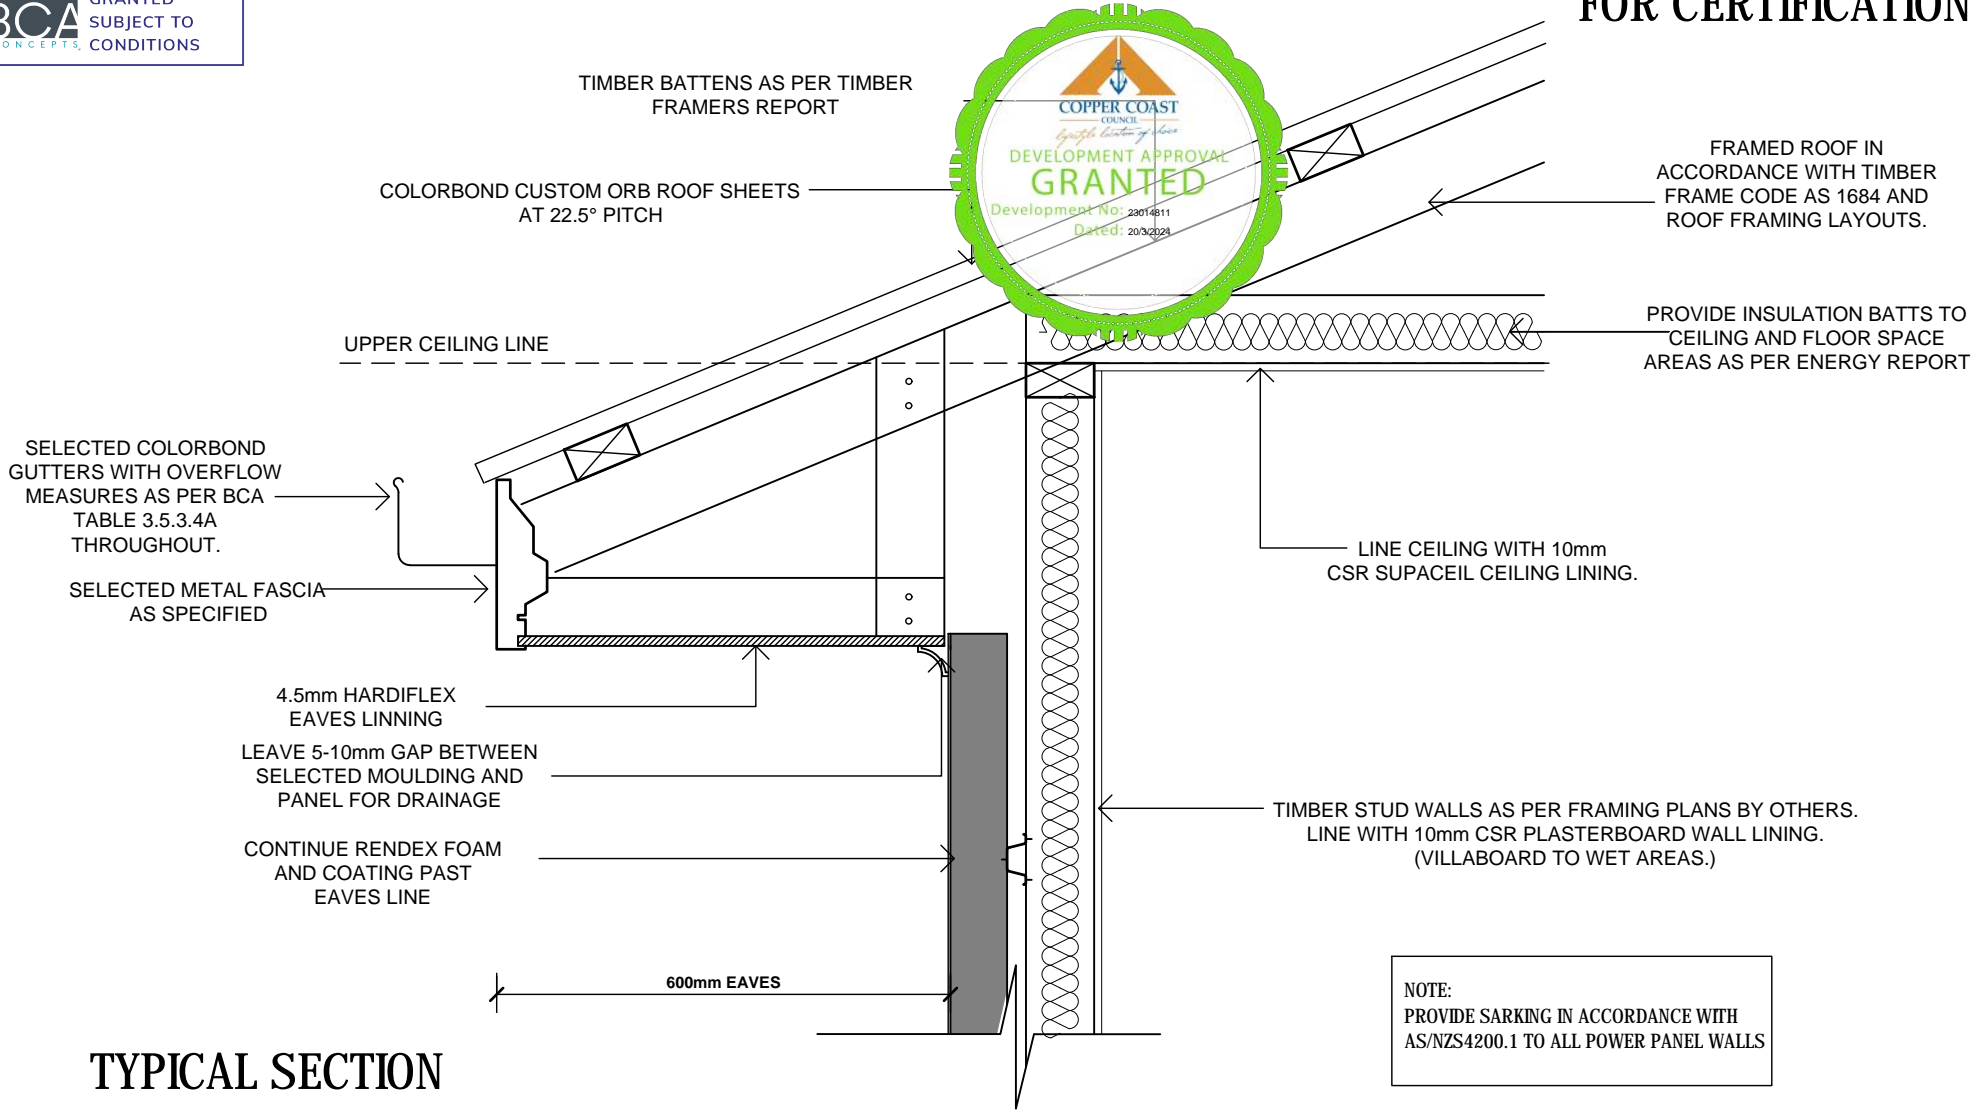 BCA
CONCEPTS
GRANTED
SUBJECT TO
CONDITIONS
FOR CERTIFICATION
TIMBER BATTENS AS PER TIMBER
FRAMERS REPORT
COPPER COAST
COUNCIL
lifestyle location of choice
DEVELOPMENT APPROVAL
GRANTED
Development No: 23014811
Dated: 20/3/2024
COLORBOND CUSTOM ORB ROOF SHEETS
AT 22.5° PITCH
FRAMED ROOF IN
ACCORDANCE WITH TIMBER
FRAME CODE AS 1684 AND
ROOF FRAMING LAYOUTS.
PROVIDE INSULATION BATTS TO
CEILING AND FLOOR SPACE
AREAS AS PER ENERGY REPORT
UPPER CEILING LINE
SELECTED COLORBOND
GUTTERS WITH OVERFLOW
MEASURES AS PER BCA
TABLE 3.5.3.4A
THROUGHOUT.
SELECTED METAL FASCIA
AS SPECIFIED
LINE CEILING WITH 10mm
CSR SUPACEIL CEILING LINING.
4.5mm HARDIFLEX
EAVES LINNING
LEAVE 5-10mm GAP BETWEEN
SELECTED MOULDING AND
PANEL FOR DRAINAGE
CONTINUE RENDEX FOAM
AND COATING PAST
EAVES LINE
TIMBER STUD WALLS AS PER FRAMING PLANS BY OTHERS.
LINE WITH 10mm CSR PLASTERBOARD WALL LINING.
(VILLABOARD TO WET AREAS.)
600mm EAVES
NOTE:
PROVIDE SARKING IN ACCORDANCE WITH
AS/NZS4200.1 TO ALL POWER PANEL WALLS
TYPICAL SECTION